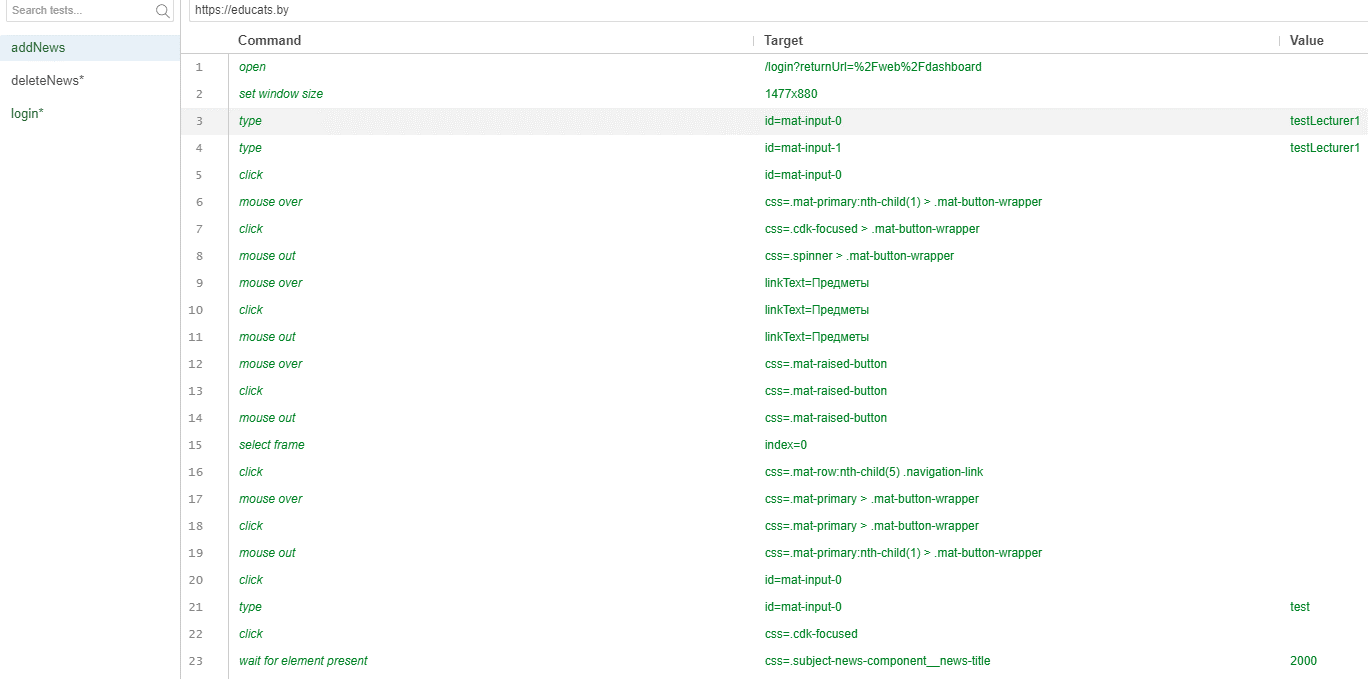 Search tests...
https://educats.by
addNews
deleteNews*
login*
Command Target Value
1 open /login?returnUrl=%2Fweb%2Fdashboard
2 set window size 1477x880
3 type id=mat-input-0 testLecturer1
4 type id=mat-input-1 testLecturer1
5 click id=mat-input-0
6 mouse over css=.mat-primary:nth-child(1) > .mat-button-wrapper
7 click css=.cdk-focused > .mat-button-wrapper
8 mouse out css=.spinner > .mat-button-wrapper
9 mouse over linkText=Предметы
10 click linkText=Предметы
11 mouse out linkText=Предметы
12 mouse over css=.mat-raised-button
13 click css=.mat-raised-button
14 mouse out css=.mat-raised-button
15 select frame index=0
16 click css=.mat-row:nth-child(5) .navigation-link
17 mouse over css=.mat-primary > .mat-button-wrapper
18 click css=.mat-primary > .mat-button-wrapper
19 mouse out css=.mat-primary:nth-child(1) > .mat-button-wrapper
20 click id=mat-input-0
21 type id=mat-input-0 test
22 click css=.cdk-focused
23 wait for element present css=.subject-news-component__news-title 2000